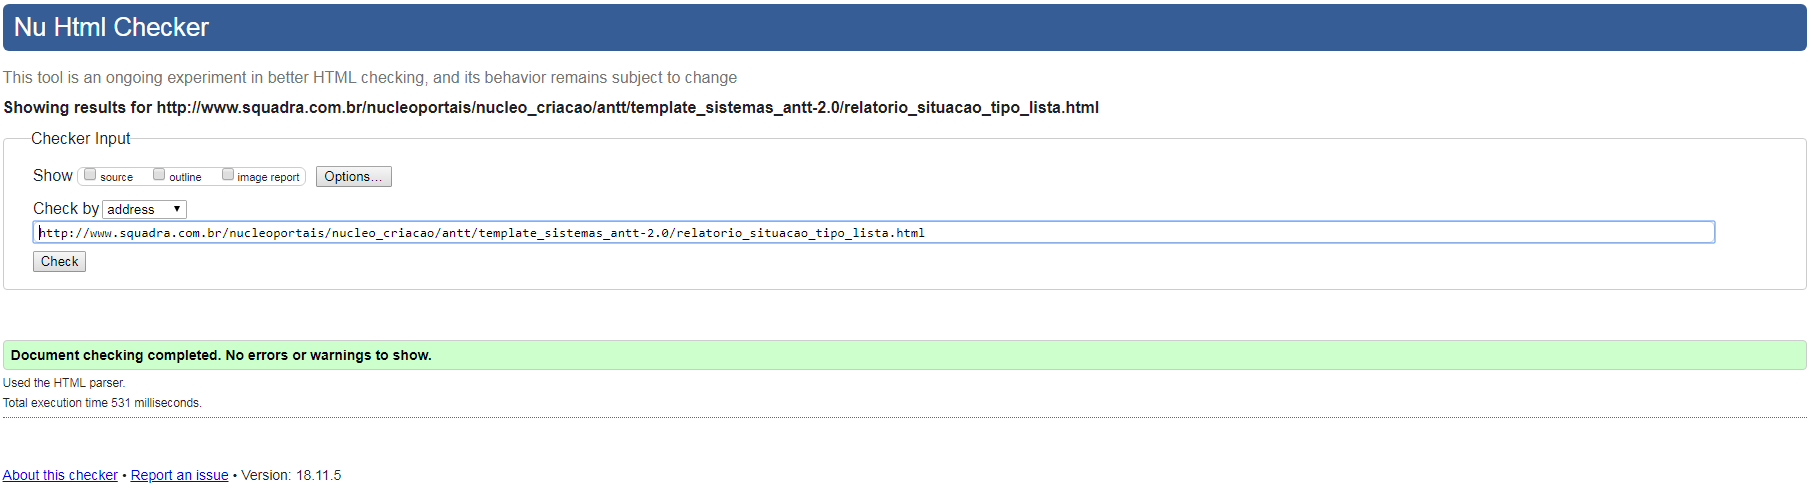 Nu Html Checker
This tool is an ongoing experiment in better HTML checking, and its behavior remains subject to change
Showing results for http://www.squadra.com.br/nucleoportais/nucleo_criacao/antt/template_sistemas_antt-2.0/relatorio_situacao_tipo_lista.html
Checker Input
Show source outline image report Options...
Check by address
http://www.squadra.com.br/nucleoportais/nucleo_criacao/antt/template_sistemas_antt-2.0/relatorio_situacao_tipo_lista.html
Check
Document checking completed. No errors or warnings to show.
Used the HTML parser.
Total execution time 531 milliseconds.
About this checker • Report an issue • Version: 18.11.5